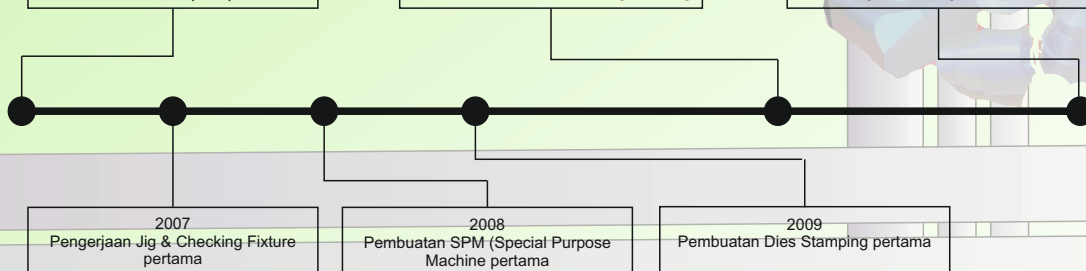 2007
Pengerjaan Jig & Checking Fixture
pertama
2008
Pembuatan SPM (Special Purpose
Machine pertama
2009
Pembuatan Dies Stamping pertama